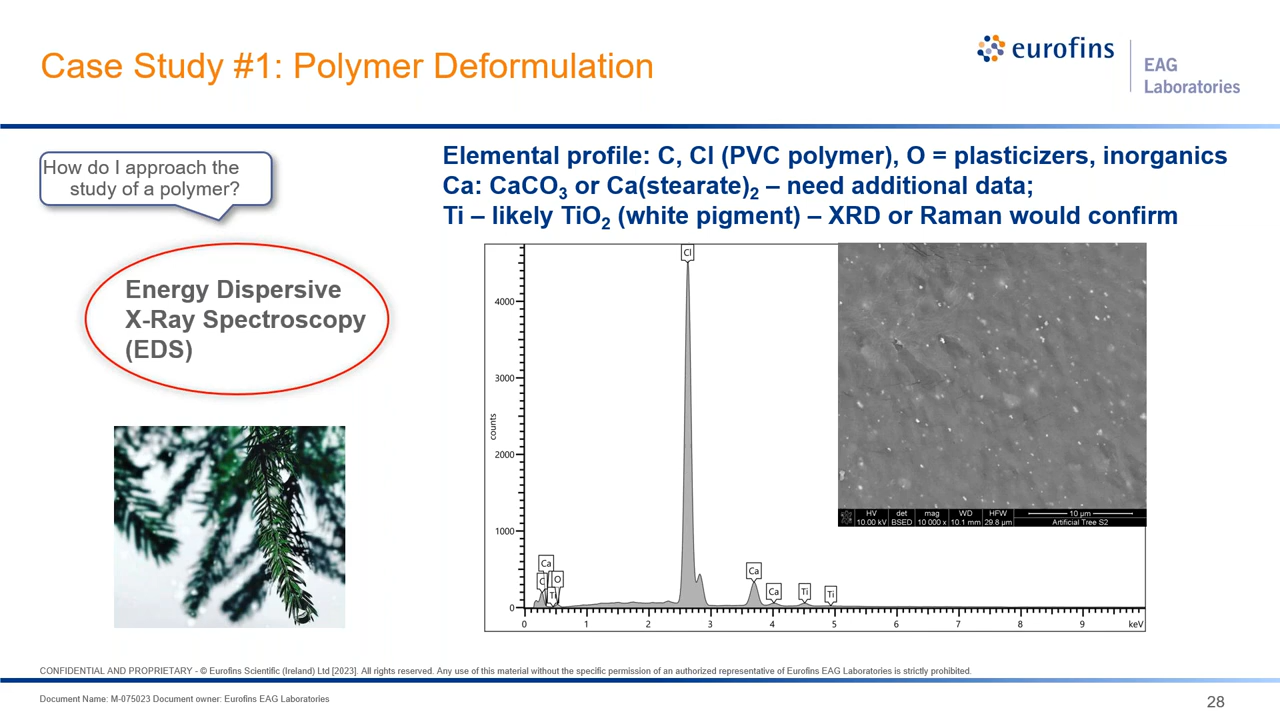 Case Study #1: Polymer Deformulation
eurofins
EAG
Laboratories
How do I approach the
study of a polymer?
Energy Dispersive
X-Ray Spectroscopy
(EDS)
Elemental profile: C, Cl (PVC polymer), O = plasticizers, inorganics
Ca: CaCO3 or Ca(stearate)2 – need additional data;
Ti – likely TiO2 (white pigment) – XRD or Raman would confirm
counts
4000
3000
2000
1000
0
Cl
Ca
C
O
Ti
Ca
Ca
Ti
Ti
0 1 2 3 4 5 6 7 8 9 keV
HV det mag WD HFW 10 µm
10.00 kV BSED 10 000 x 10.1 mm 29.8 µm Artificial Tree S2
CONFIDENTIAL AND PROPRIETARY - © Eurofins Scientific (Ireland) Ltd [2023]. All rights reserved. Any use of this material without the specific permission of an authorized representative of Eurofins EAG Laboratories is strictly prohibited.
Document Name: M-075023 Document owner: Eurofins EAG Laboratories
28